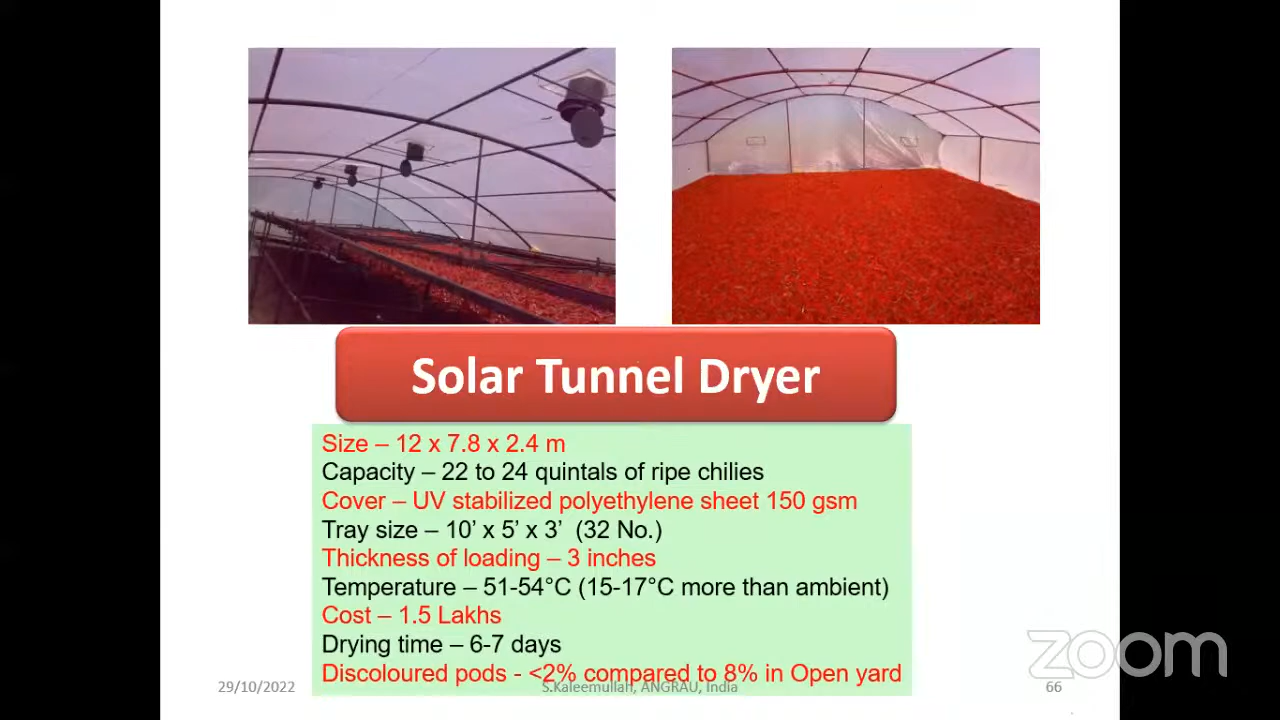 Solar Tunnel Dryer
Size – 12 x 7.8 x 2.4 m
Capacity – 22 to 24 quintals of ripe chilies
Cover – UV stabilized polyethylene sheet 150 gsm
Tray size – 10’ x 5’ x 3’ (32 No.)
Thickness of loading – 3 inches
Temperature – 51-54°C (15-17°C more than ambient)
Cost – 1.5 Lakhs
Drying time – 6-7 days
Discoloured pods - <2% compared to 8% in Open yard
29/10/2022
S.Kaleemullah, ANGRAU, India
66
zoom